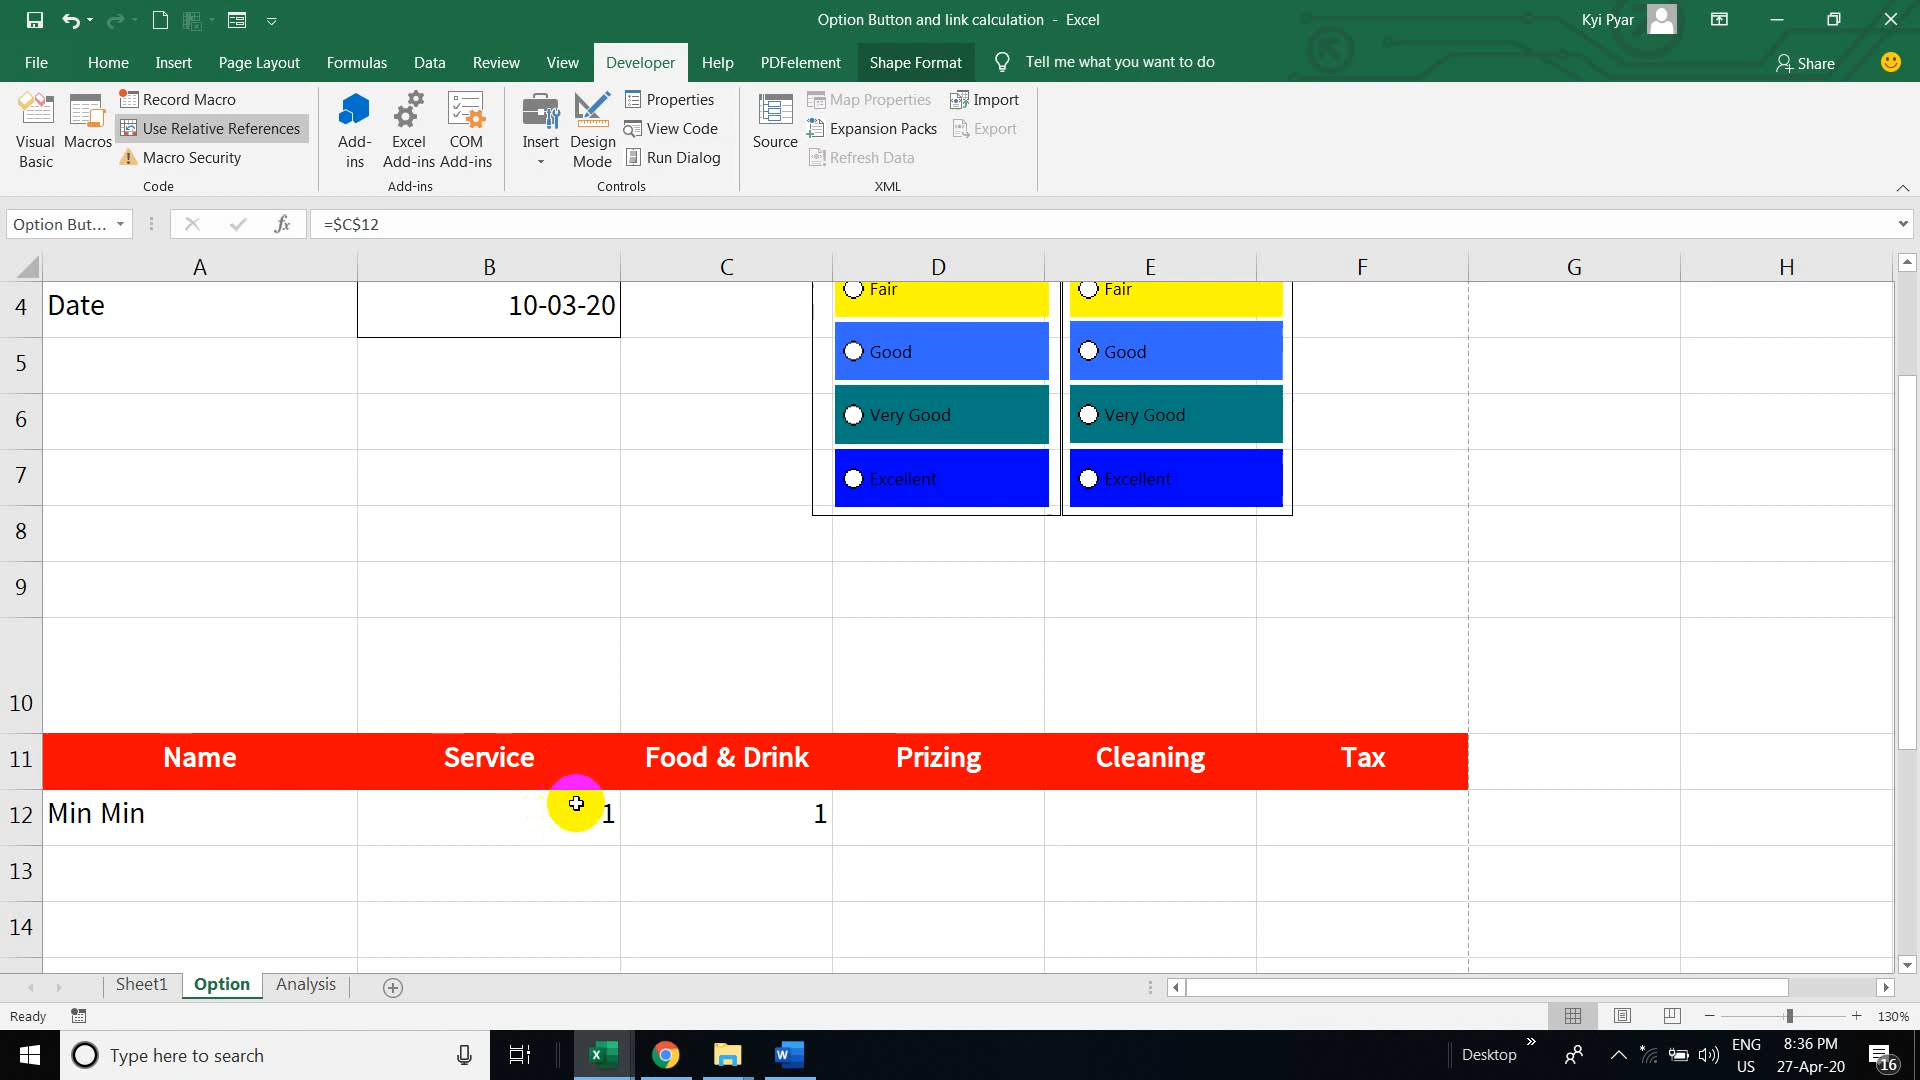 Option Button and link calculation - Excel
Kyi Pyar
File Home Insert Page Layout Formulas Data Review View Developer Help PDFelement Shape Format Tell me what you want to do Share
Visual Basic
Macros
Record Macro
Use Relative References
Macro Security
Code
Add-ins
Excel Add-ins
COM Add-ins
Add-ins
Insert
Design Mode
Properties
View Code
Run Dialog
Controls
Source
Map Properties
Expansion Packs
Refresh Data
Import
Export
XML
Option But... fx =$C$12
A B C D E F G H
4 Date 10-03-20 Fair Fair
5 Good Good
6 Very Good Very Good
7 Excellent Excellent
8
9
10
11 Name Service Food & Drink Prizing Cleaning Tax
12 Min Min 1 1
13
14
Sheet1 Option Analysis
Ready 130%
Type here to search
W
Desktop
ENG
US
8:36 PM
27-Apr-20
16